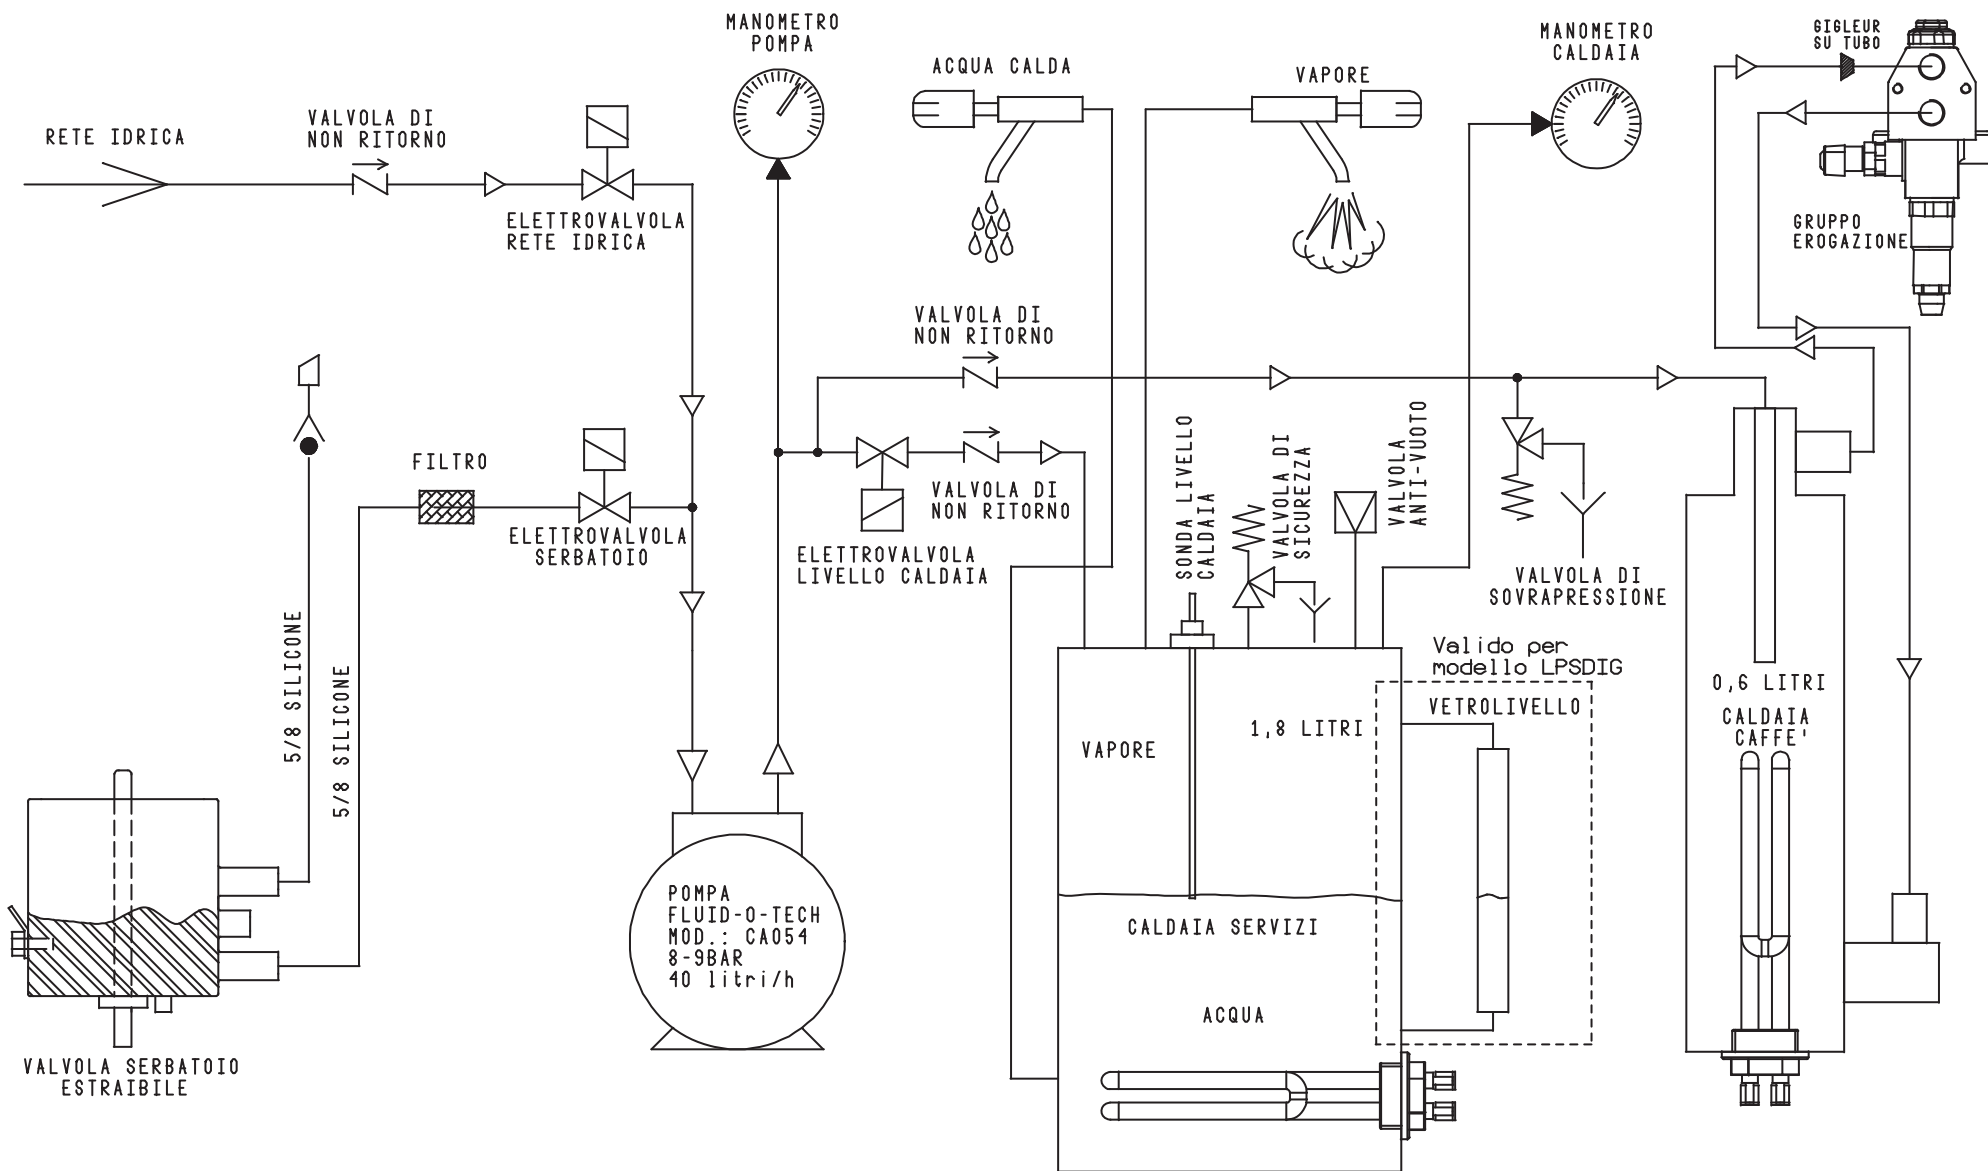 MANOMETRO
POMPA
ACQUA CALDA
VAPORE
MANOMETRO
CALDAIA
GIGLEUR
SU TUBO
RETE IDRICA
VALVOLA DI
NON RITORNO
ELETTROVALVOLA
RETE IDRICA
GRUPPO
EROGAZIONE
VALVOLA DI
NON RITORNO
FILTRO
ELETTROVALVOLA
SERBATOIO
VALVOLA DI
NON RITORNO
ELETTROVALVOLA
LIVELLO CALDAIA
SONDA LIVELLO
CALDAIA
VALVOLA DI
SICUREZZA
VALVOLA
ANTI-VUOTO
VALVOLA DI
SOVRAPRESSIONE
5/8 SILICONE
5/8 SILICONE
Valido per
modello LPSDIG
VETROLIVELLO
1,8 LITRI
VAPORE
0,6 LITRI
CALDAIA
CAFFE'
POMPA
FLUID-O-TECH
MOD.: CA054
8-9BAR
40 litri/h
CALDAIA SERVIZI
ACQUA
VALVOLA SERBATOIO
ESTRAIBILE